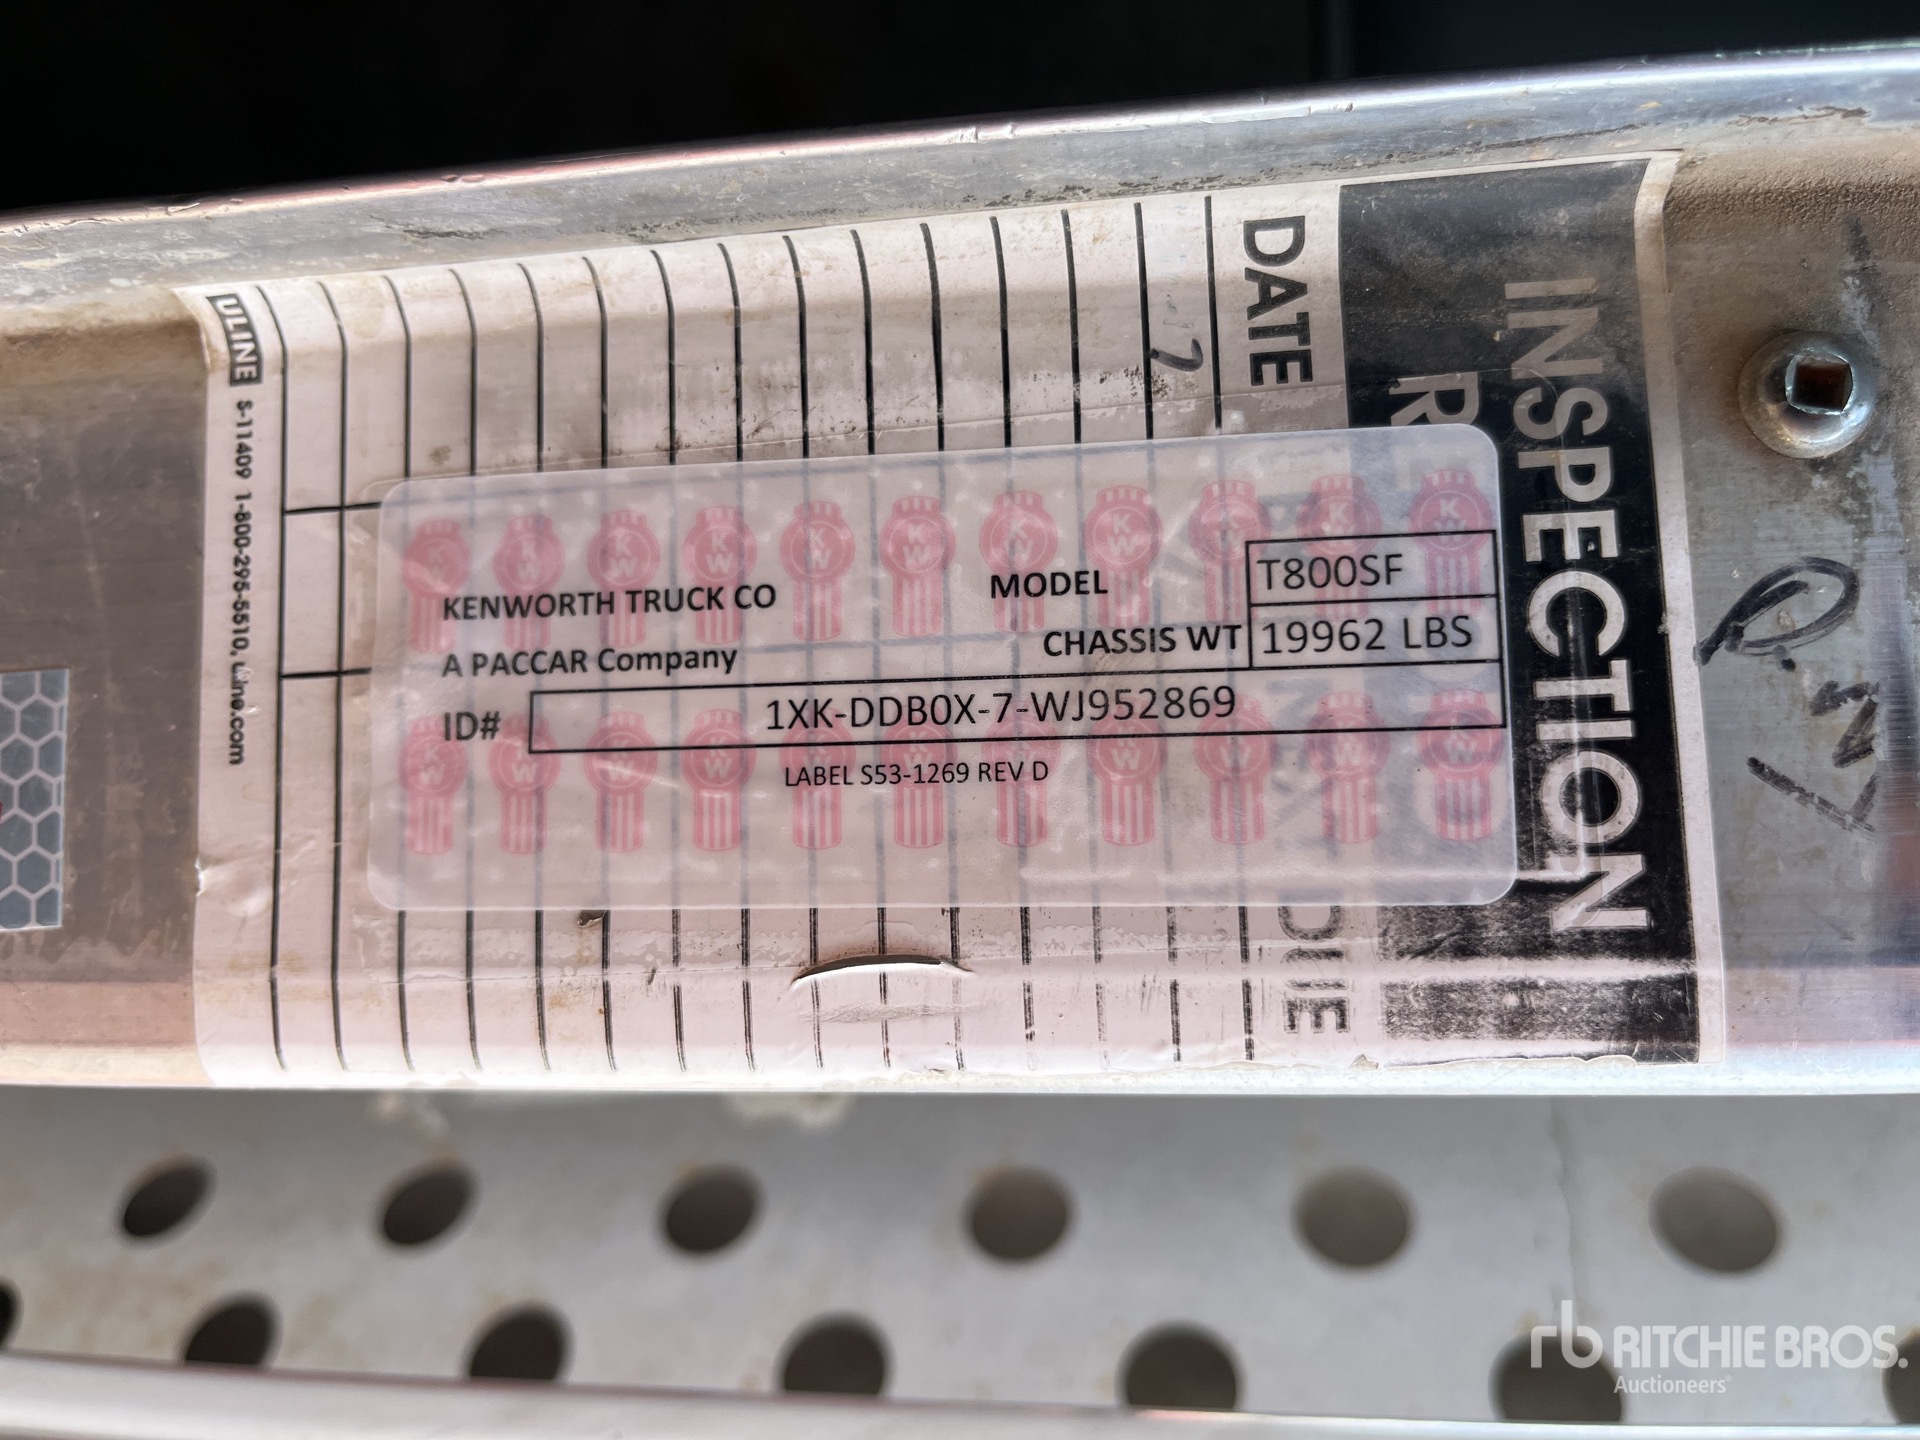 KENWORTH TRUCK CO
MODEL
T800SF
A PACCAR Company
CHASSIS WT
19962 LBS
ID#
1XK-DDB0X-7-WJ952869
LABEL S53-1269 REV D
INSPECTION
DATE
ULINE S-11409 1-800-295-5510, uline.com
RITCHIE BROS.
Auctioneers